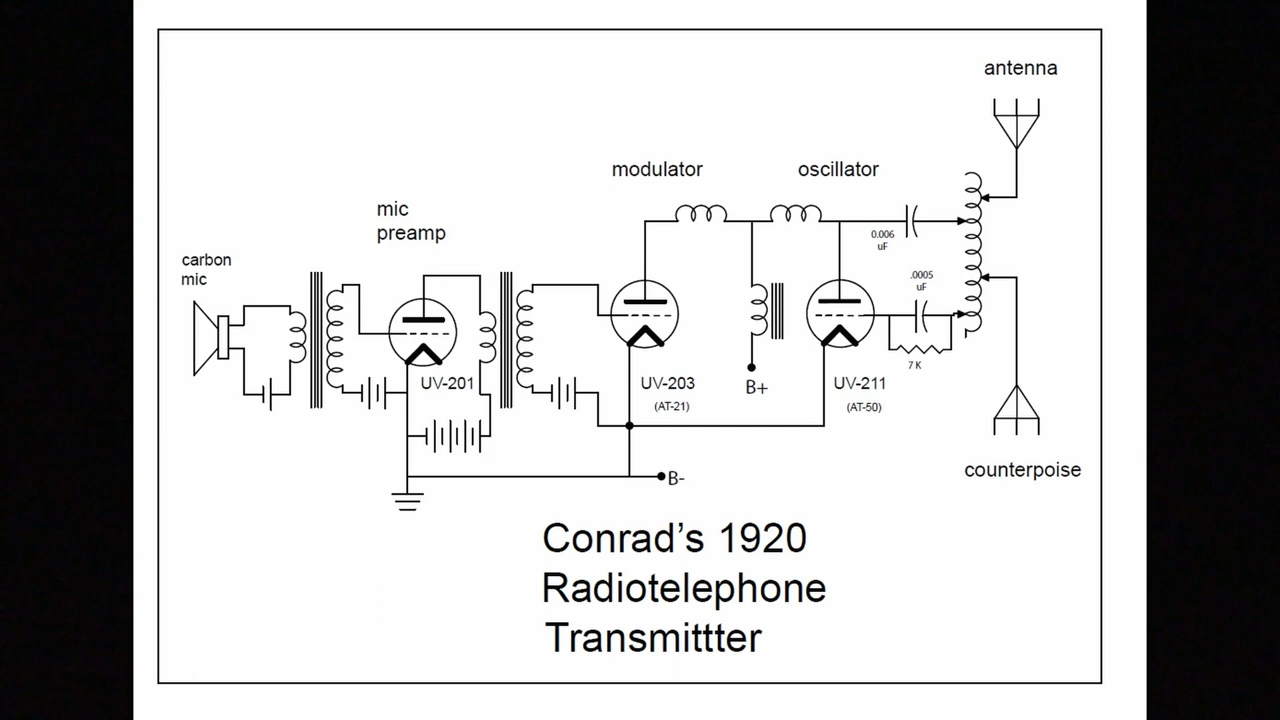 antenna
modulator
oscillator
mic
preamp
carbon
mic
0.006
uF
.0005
uF
7 K
UV-201
UV-203
(AT-21)
B+
UV-211
(AT-50)
counterpoise
B-
Conrad's 1920
Radiotelephone
Transmittter